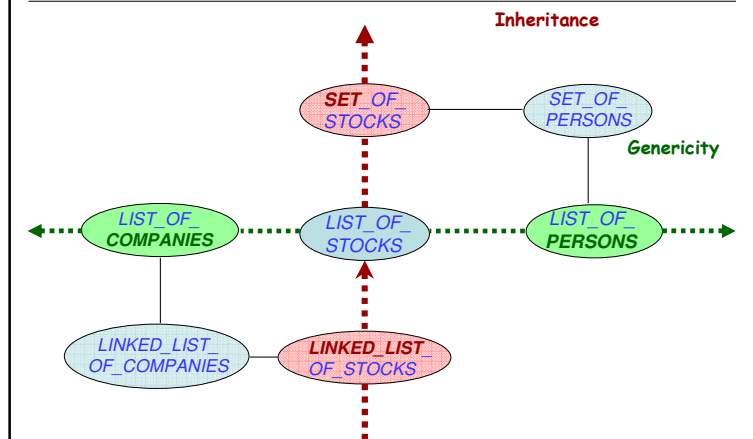 Inheritance
SET_OF_
STOCKS
SET_OF_
PERSONS
Genericity
LIST_OF_
COMPANIES
LIST_OF_
STOCKS
LIST_OF_
PERSONS
LINKED_LIST_
OF_COMPANIES
LINKED_LIST_
OF_STOCKS